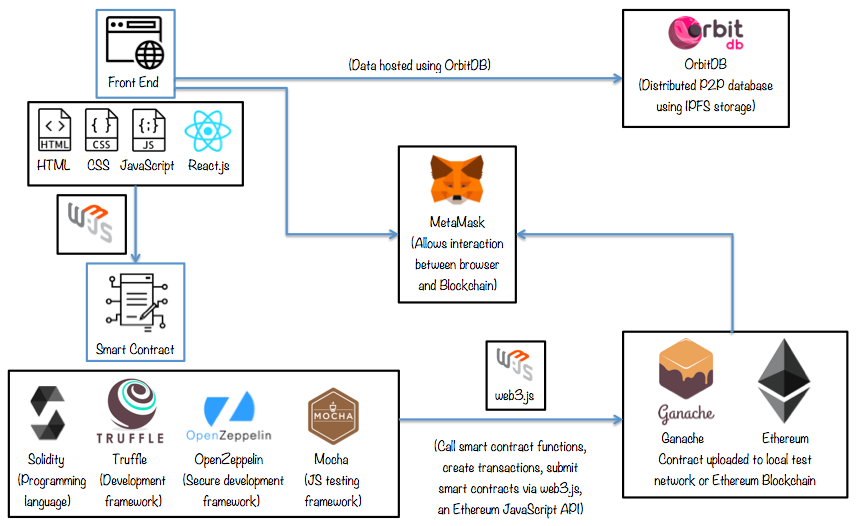 Front End
HTML
CSS
JS
HTML
CSS
JavaScript
React.js
W3JS
Smart Contract
(Data hosted using OrbitDB)
Orbit
db
OrbitDB
(Distributed P2P database
using IPFS storage)
MetaMask
(Allows interaction
between browser
and Blockchain)
TRUFFLE
OpenZeppelin
MOCHA
Solidity
(Programming
language)
Truffle
(Development
framework)
OpenZeppelin
(Secure development
framework)
Mocha
(JS testing
framework)
W3JS
web3.js
(Call smart contract functions,
create transactions, submit
smart contracts via web3.js,
an Ethereum JavaScript API)
Ganache
Ganache
Ethereum
Contract uploaded to local test
network or Ethereum Blockchain